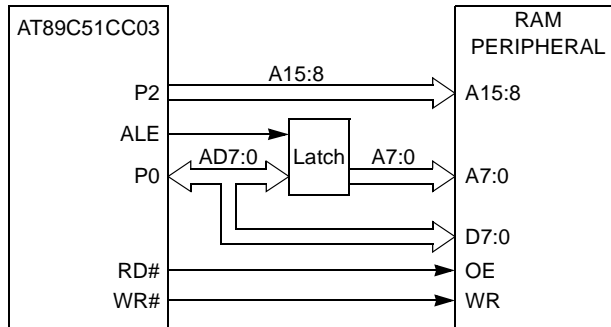 AT89C51CC03
RAM
PERIPHERAL
A15:8
P2
A15:8
ALE
AD7:0
Latch
A7:0
P0
A7:0
D7:0
RD#
OE
WR#
WR